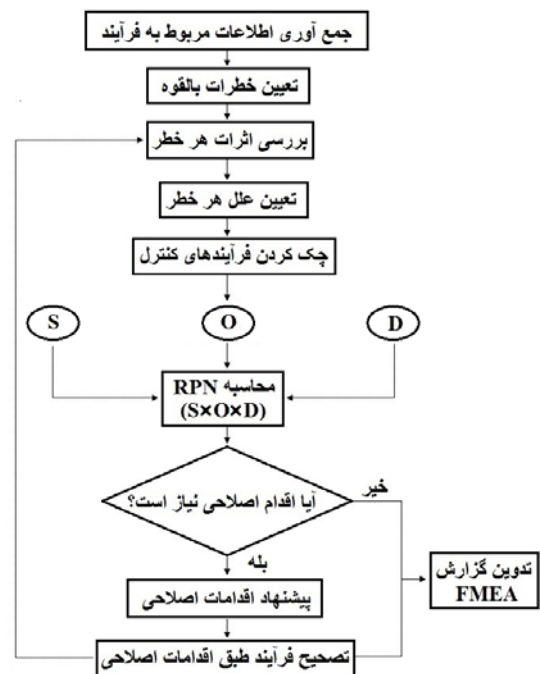 جمع آوری اطلاعات مربوط به فرآیند
تعیین خطرات بالقوه
بررسی اثرات هر خطر
تعیین علل هر خطر
چک کردن فرآیندهای کنترل
S
O
D
محاسبه RPN
(S×O×D)
آیا اقدام اصلاحی نیاز است؟
خیر
بله
پیشنهاد اقدامات اصلاحی
تصحیح فرآیند طبق اقدامات اصلاحی
تدوین گزارش
FMEA